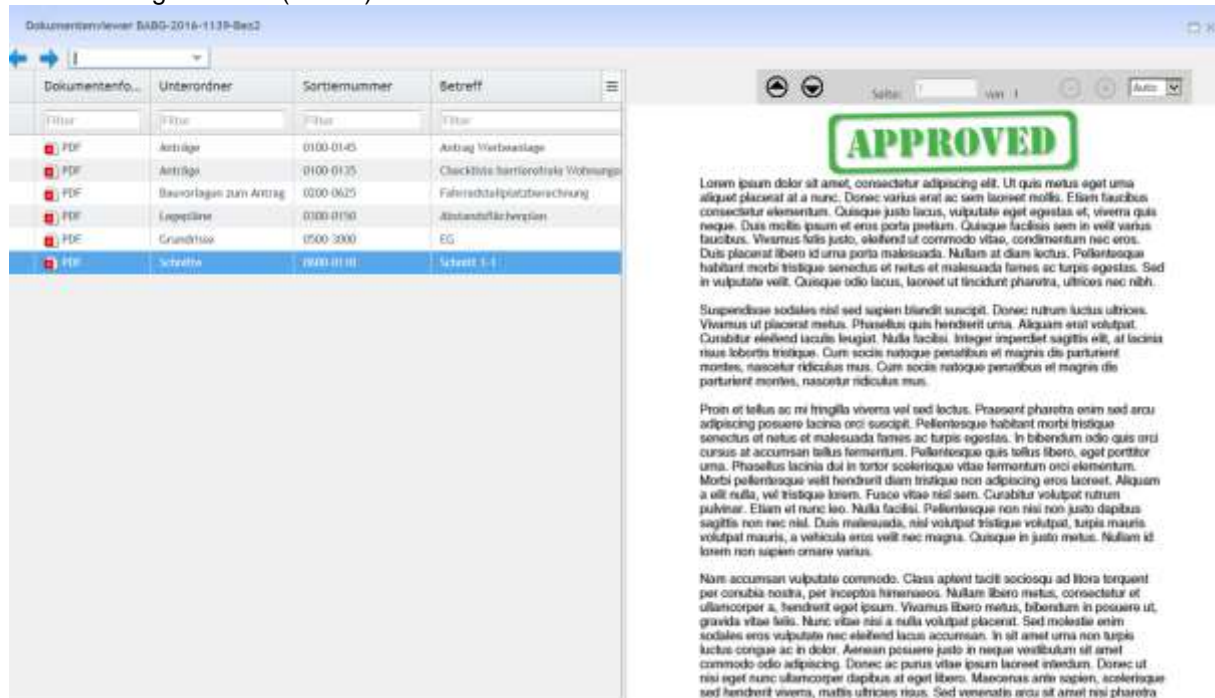 Dokumentenviewer BABG-2016-1139-Bez2
Dokumentenfo... Unterordner Sortiernummer Betreff
Filter Filter Filter Filter
PDF Anträge 0100-0145 Antrag Werbeanlage
PDF Anträge 0100-0135 Checkliste barrierefreie Wohnunge
PDF Bauvorlagen zum Antrag 0200-0625 Fahrradstellplatzberechnung
PDF Lagepläne 0300-0150 Abstandsflächenplan
PDF Grundrisse 0500-3000 EG
PDF Schnitte 0600-0110 Schnitt 1-1
Seite: 1 von 1 Auto
APPROVED
Lorem ipsum dolor sit amet, consectetur adipiscing elit. Ut quis metus eget urna
aliquet placerat at a nunc. Donec varius erat ac sem laoreet mollis. Etiam faucibus
consectetur elementum. Quisque justo lacus, vulputate eget egestas et, viverra quis
neque. Duis mollis ipsum et eros porta pretium. Quisque facilisis sem in velit varius
faucibus. Vivamus felis justo, eleifend ut commodo vitae, condimentum nec eros.
Duis placerat libero id urna porta malesuada. Nullam at diam lectus. Pellentesque
habitant morbi tristique senectus et netus et malesuada fames ac turpis egestas. Sed
in vulputate velit. Quisque odio lacus, laoreet ut tincidunt pharetra, ultrices nec nibh.
Suspendisse sodales nisl sed sapien blandit suscipit. Donec rutrum luctus ultrices.
Vivamus ut placerat metus. Phasellus quis hendrerit urna. Aliquam erat volutpat.
Curabitur eleifend iaculis feugiat. Nulla facilisi. Integer imperdiet sagittis elit, at lacinia
risus lobortis tristique. Cum sociis natoque penatibus et magnis dis parturient
montes, nascetur ridiculus mus. Cum sociis natoque penatibus et magnis dis
parturient montes, nascetur ridiculus mus.
Proin et tellus ac mi fringilla viverra vel sed lectus. Praesent pharetra enim sed arcu
adipiscing posuere lacinia orci suscipit. Pellentesque habitant morbi tristique
senectus et netus et malesuada fames ac turpis egestas. In bibendum odio quis orci
cursus at accumsan tellus fermentum. Pellentesque quis tellus libero, eget porttitor
urna. Phasellus lacinia dui in tortor scelerisque vitae fermentum orci elementum.
Morbi pellentesque velit hendrerit diam tristique non adipiscing eros laoreet. Aliquam
a elit nulla, vel tristique lorem. Fusce vitae nisl sem. Curabitur volutpat rutrum
pulvinar. Etiam et nunc leo. Nulla facilisi. Pellentesque non nisi non justo dapibus
sagittis non nec nisl. Duis malesuada, nisl volutpat tristique volutpat, turpis mauris
volutpat mauris, a vehicula eros velit nec magna. Quisque in justo metus. Nullam id
lorem non sapien ornare varius.
Nam accumsan vulputate commodo. Class aptent taciti sociosqu ad litora torquent
per conubia nostra, per inceptos himenaeos. Nullam libero metus, consectetur et
ullamcorper a, hendrerit eget ipsum. Vivamus libero metus, bibendum in posuere ut,
gravida vitae felis. Nunc vitae nisi a nulla volutpat placerat. Sed molestie enim
sodales eros vulputate nec eleifend lacus accumsan. In sit amet urna non turpis
luctus congue ac in dolor. Aenean posuere justo in neque vestibulum sit amet
commodo odio adipiscing. Donec ac purus vitae ipsum laoreet interdum. Donec ut
nisi eget nunc ullamcorper dapibus at eget libero. Maecenas ante sapien, scelerisque
sed hendrerit viverra, mattis ultricies risus. Sed venenatis arcu sit amet nisi pharetra